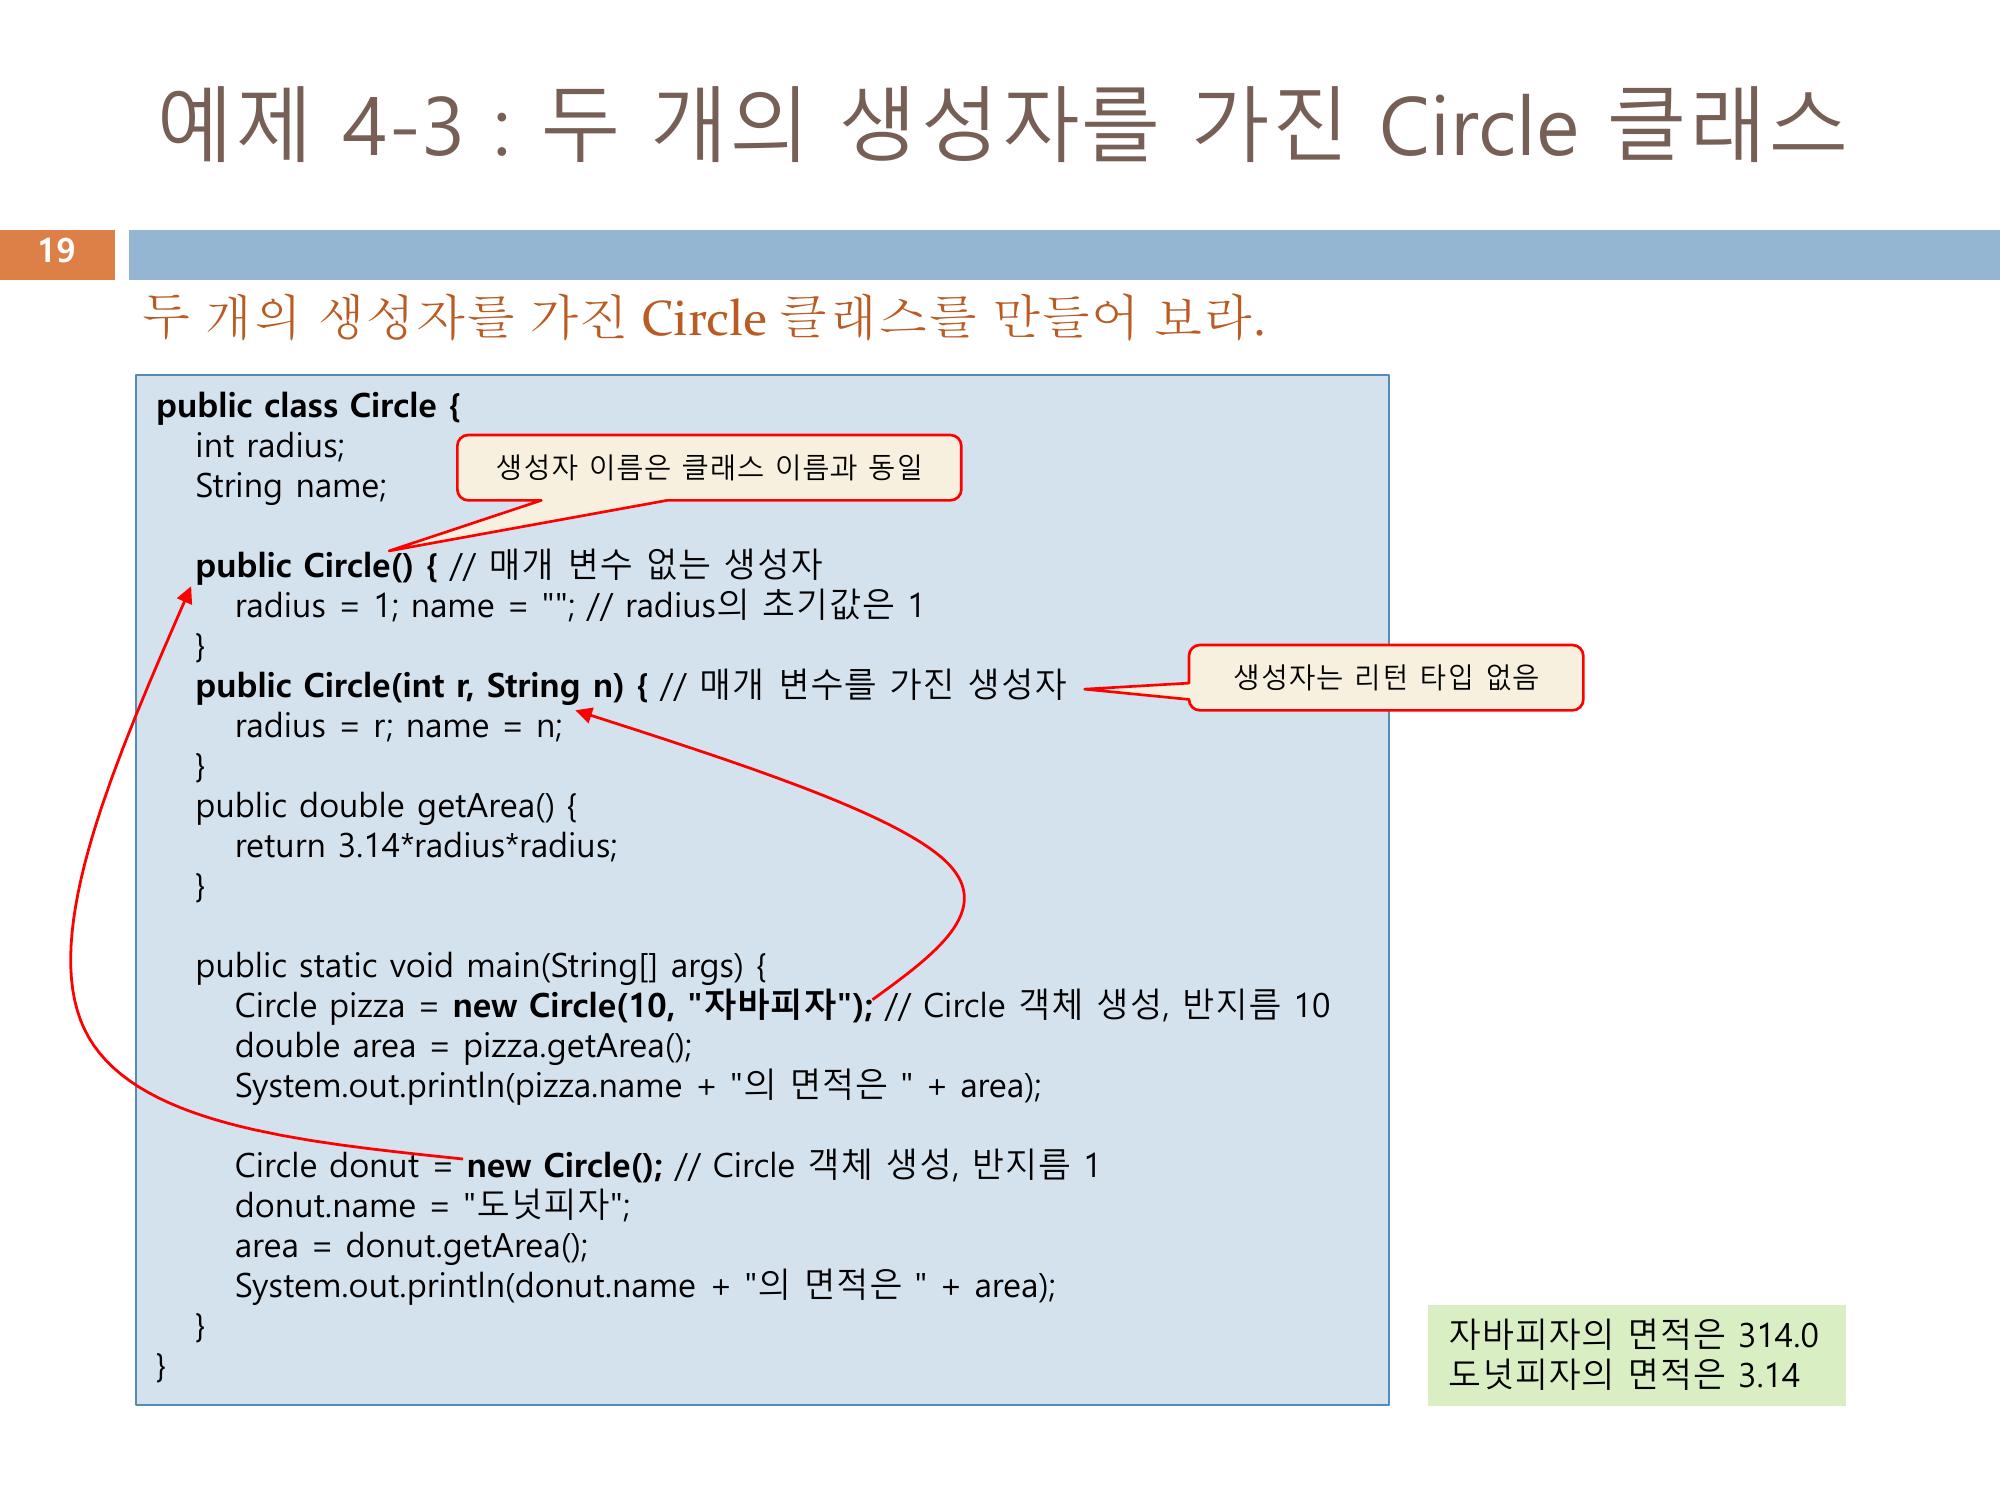 예제 4-3 : 두 개의 생성자를 가진 Circle 클래스
19
두 개의 생성자를 가진 Circle 클래스를 만들어 보라.
public class Circle {
int radius;
String name;
생성자 이름은 클래스 이름과 동일
public Circle() { // 매개 변수 없는 생성자
radius = 1; name = ""; // radius의 초기값은 1
}
public Circle(int r, String n) { // 매개 변수를 가진 생성자
생성자는 리턴 타입 없음
radius = r; name = n;
}
public double getArea() {
return 3.14*radius*radius;
}
public static void main(String[] args) {
Circle pizza = new Circle(10, "자바피자"); // Circle 객체 생성, 반지름 10
double area = pizza.getArea();
System.out.println(pizza.name + "의 면적은 " + area);
Circle donut = new Circle(); // Circle 객체 생성, 반지름 1
donut.name = "도넛피자";
area = donut.getArea();
System.out.println(donut.name + "의 면적은 " + area);
}
}
자바피자의 면적은 314.0
도넛피자의 면적은 3.14